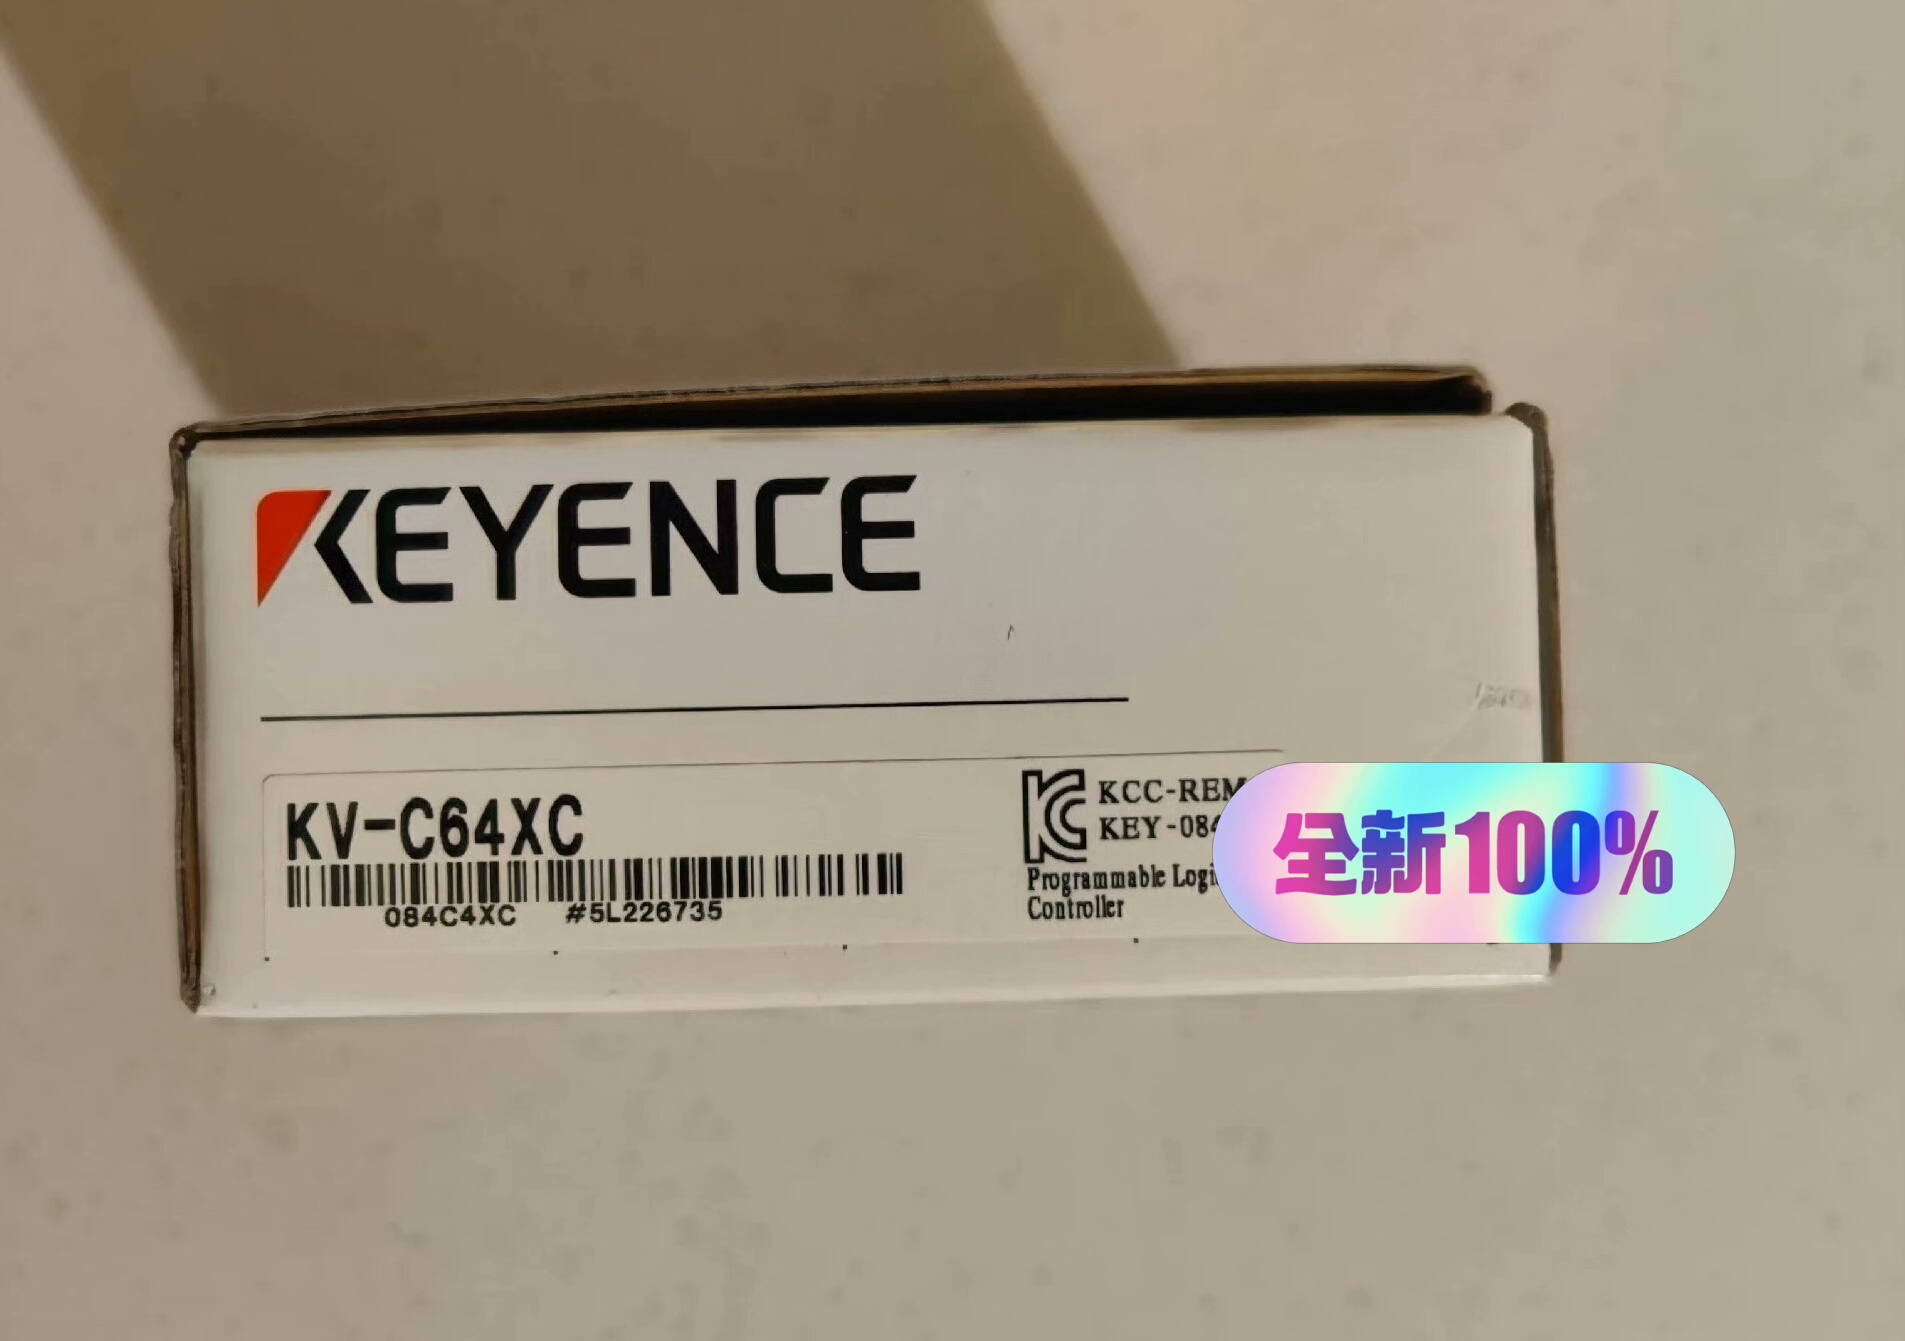 KEYENCE
KV-C64XC
084C4XC #5L226735
KCC-REM
KEY-084
Programmable Logi
Controller
全新100%